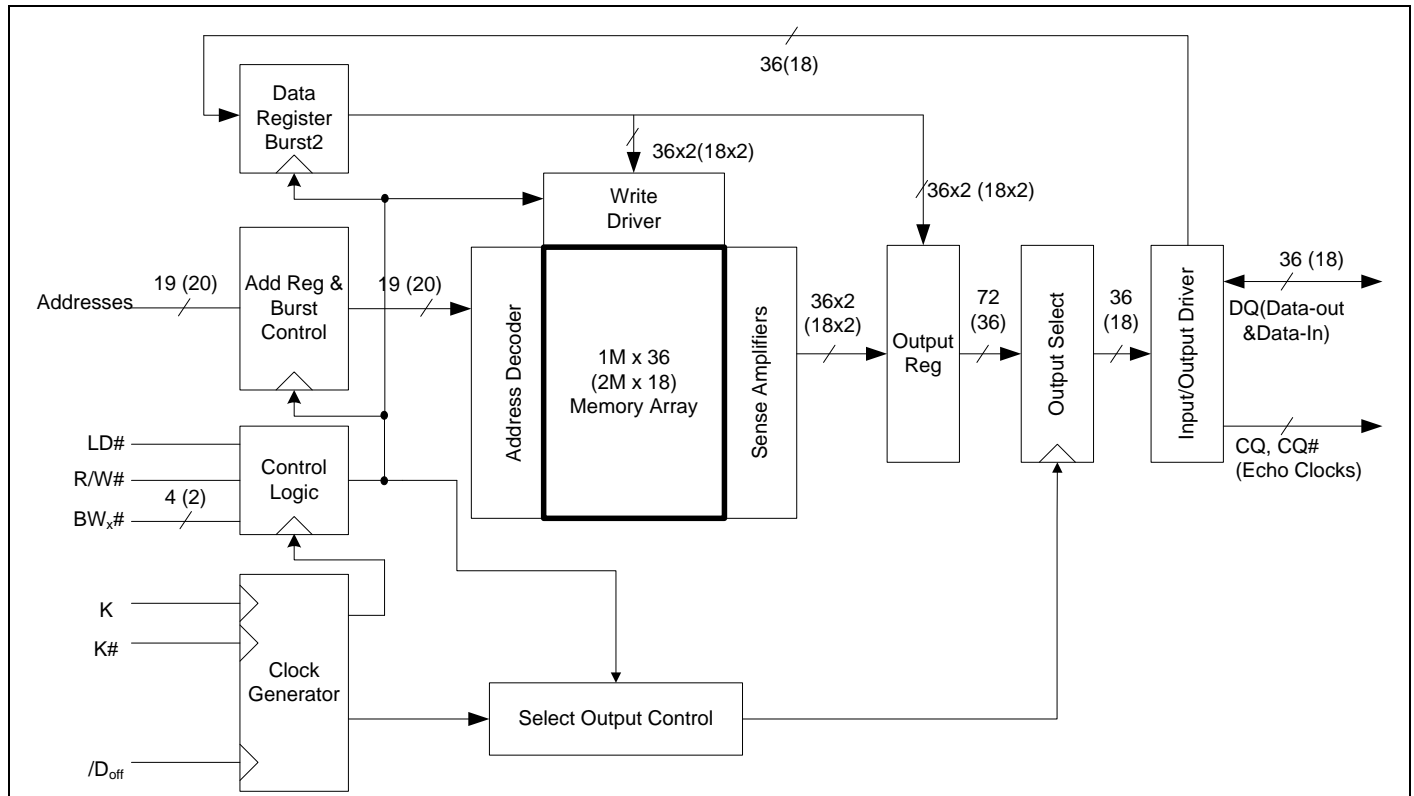 36(18)
Data
Register
Burst2
36x2(18x2)
36x2 (18x2)
Write
Driver
Addresses
19 (20)
Add Reg &
Burst
Control
19 (20)
Address Decoder
1M x 36
(2M x 18)
Memory Array
Sense Amplifiers
36x2
(18x2)
Output
Reg
72
(36)
Output Select
36
(18)
Input/Output Driver
36 (18)
DQ(Data-out
&Data-In)
CQ, CQ#
(Echo Clocks)
LD#
R/W#
4 (2)
BWx#
Control
Logic
K
K#
/Doff
Clock
Generator
Select Output Control